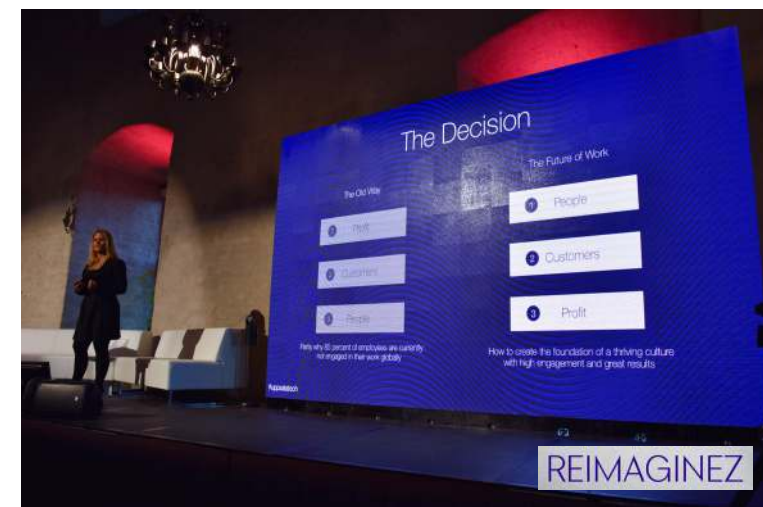 The Decision
The Old Way
1 Profit
2 Customers
3 People
Partly why 85 percent of employees are currently
not engaged in their work globally
The Future of Work
1 People
2 Customers
3 Profit
How to create the foundation of a thriving culture
with high engagement and great results
REIMAGINEZ